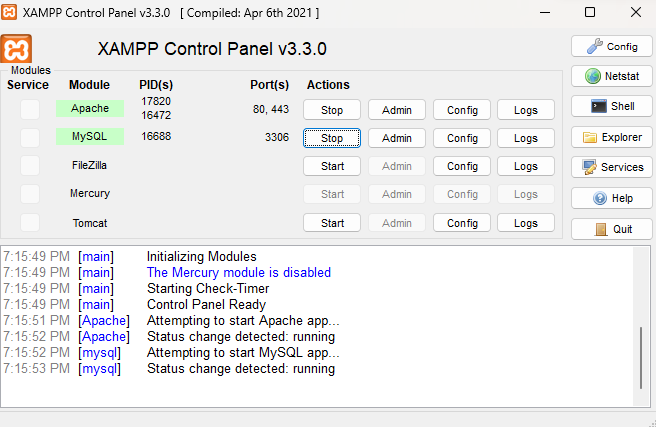 XAMPP Control Panel v3.3.0 [ Compiled: Apr 6th 2021 ]
XAMPP Control Panel v3.3.0
Config
Modules
Service Module PID(s) Port(s) Actions
Netstat
Apache 17820 16472 80, 443 Stop Admin Config Logs
Shell
MySQL 16688 3306 Stop Admin Config Logs
Explorer
FileZilla Start Admin Config Logs
Services
Mercury Start Admin Config Logs
Help
Tomcat Start Admin Config Logs
Quit
7:15:49 PM [main] Initializing Modules
7:15:49 PM [main] The Mercury module is disabled
7:15:49 PM [main] Starting Check-Timer
7:15:49 PM [main] Control Panel Ready
7:15:51 PM [Apache] Attempting to start Apache app...
7:15:52 PM [Apache] Status change detected: running
7:15:52 PM [mysql] Attempting to start MySQL app...
7:15:53 PM [mysql] Status change detected: running